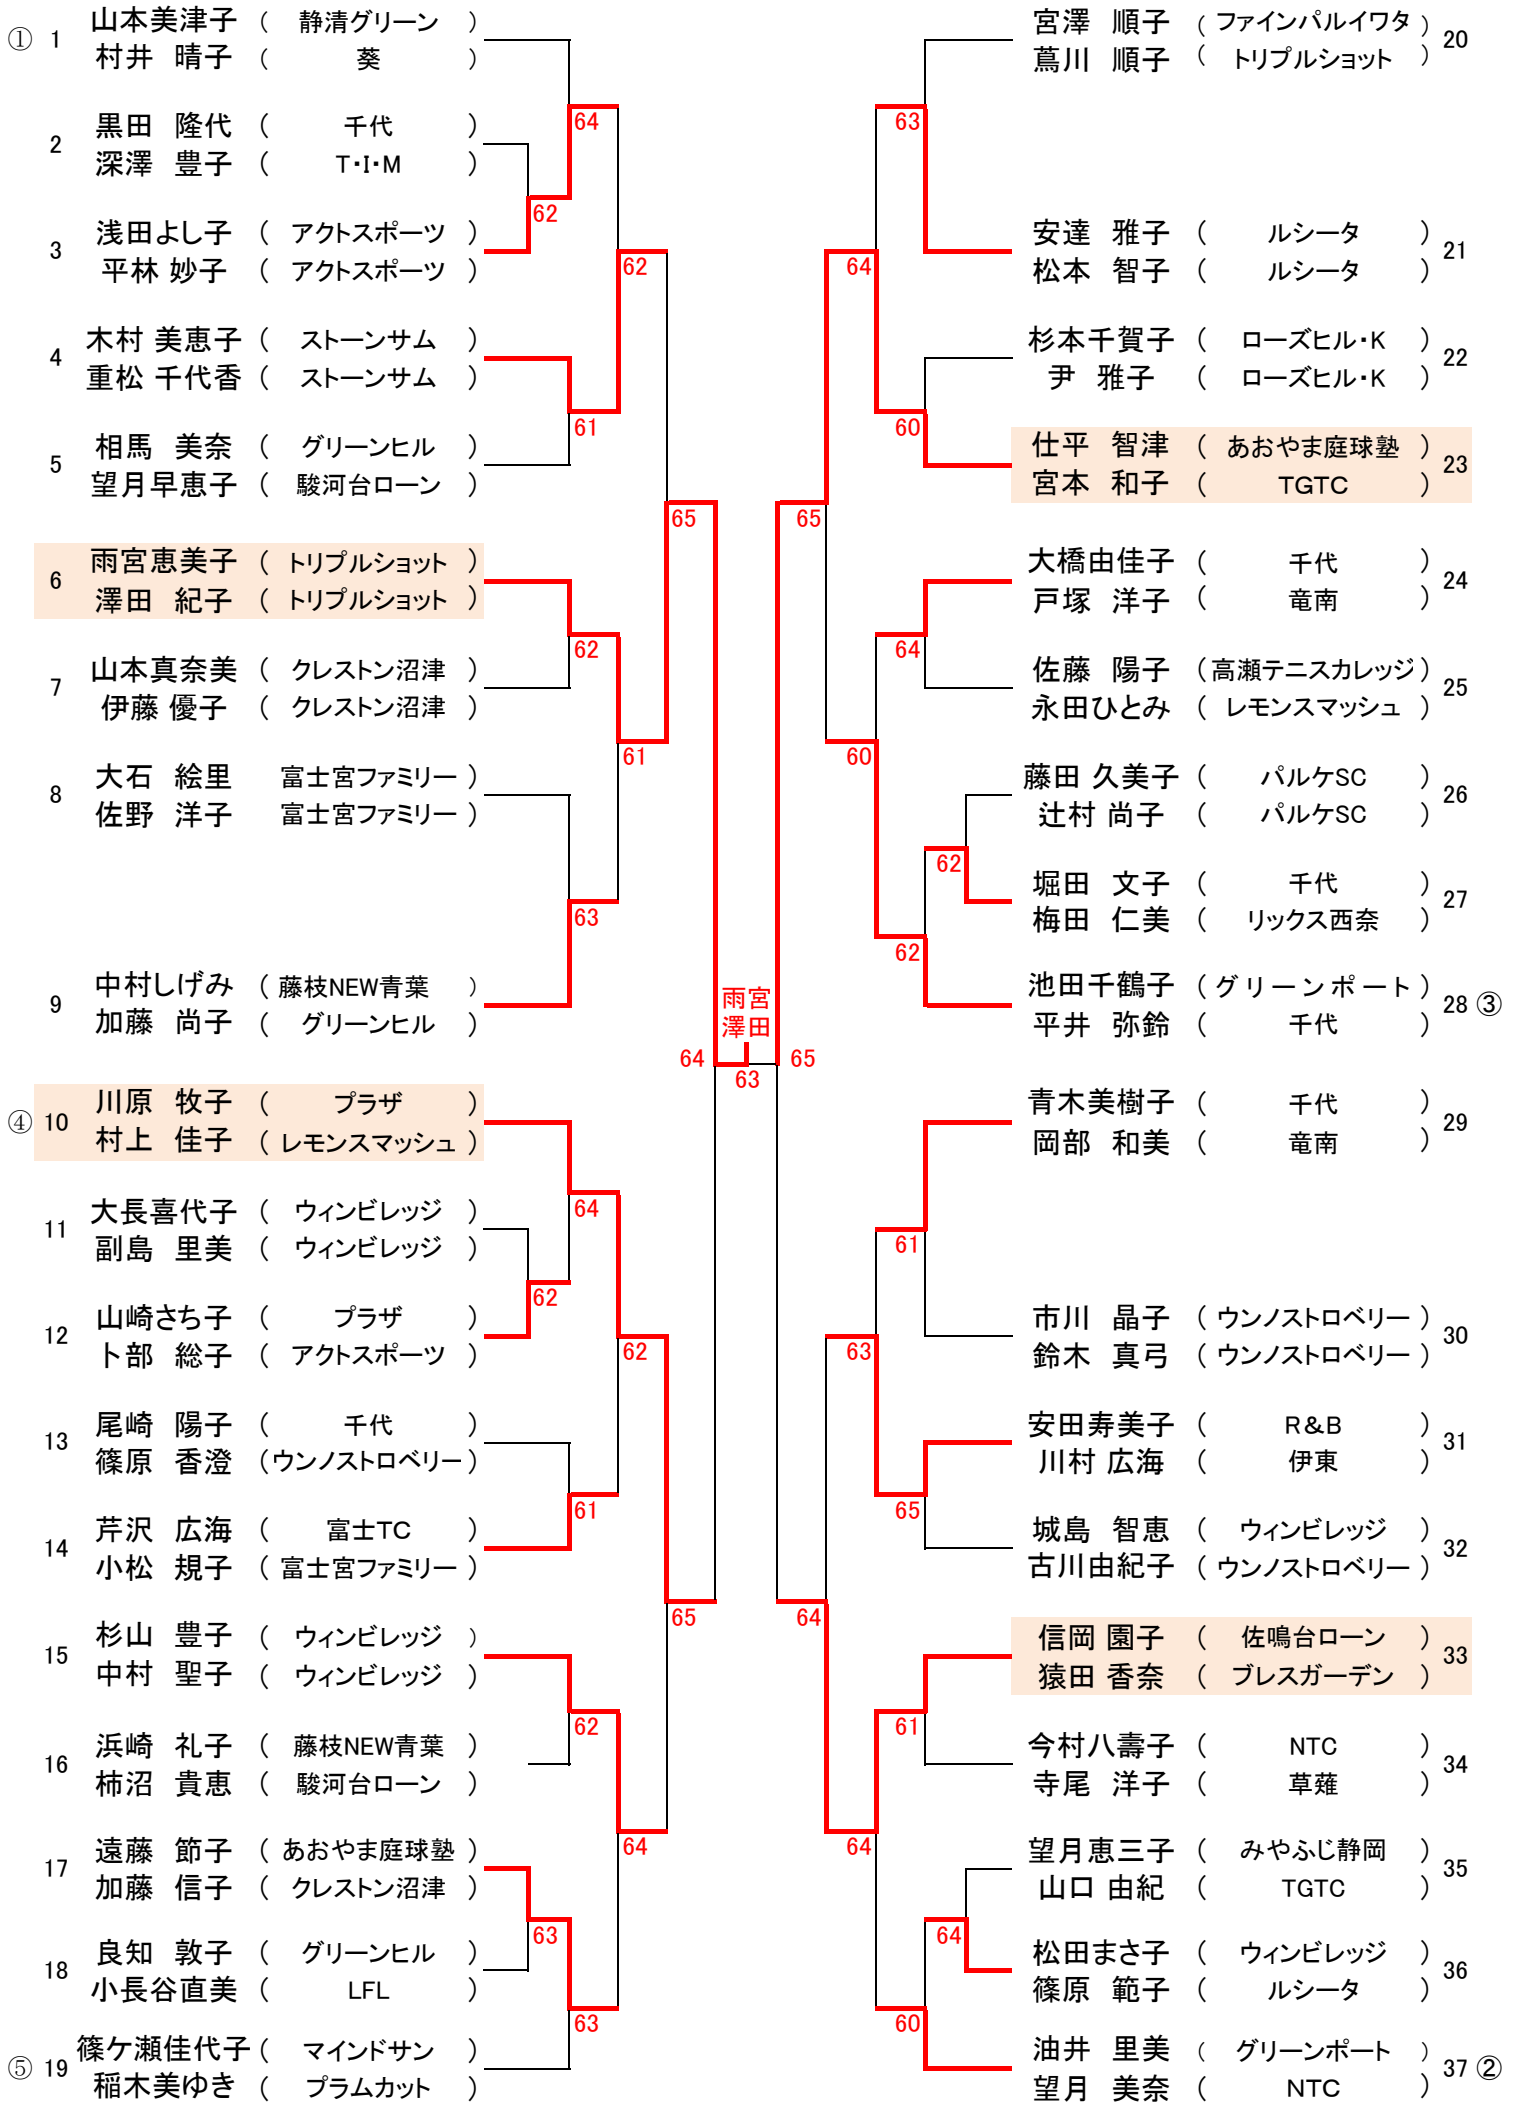 ① 1 山本美津子 ( 静清グリーン )
村井 晴子 ( 葵 )
2 黒田 隆代 ( 千代 )
深澤 豊子 ( T・I・M )
3 浅田よし子 ( アクトスポーツ )
平林 妙子 ( アクトスポーツ )
4 木村 美恵子 ( ストーンサム )
重松 千代香 ( ストーンサム )
5 相馬 美奈 ( グリーンヒル )
望月早恵子 ( 駿河台ローン )
6 雨宮恵美子 ( トリプルショット )
澤田 紀子 ( トリプルショット )
7 山本真奈美 ( クレストン沼津 )
伊藤 優子 ( クレストン沼津 )
8 大石 絵里 富士宮ファミリー )
佐野 洋子 富士宮ファミリー )
9 中村しげみ ( 藤枝NEW青葉 )
加藤 尚子 ( グリーンヒル )
④ 10 川原 牧子 ( プラザ )
村上 佳子 ( レモンスマッシュ )
11 大長喜代子 ( ウィンビレッジ )
副島 里美 ( ウィンビレッジ )
12 山崎さち子 ( プラザ )
卜部 総子 ( アクトスポーツ )
13 尾崎 陽子 ( 千代 )
篠原 香澄 ( ウンノストロベリー )
14 芹沢 広海 ( 富士TC )
小松 規子 ( 富士宮ファミリー )
15 杉山 豊子 ( ウィンビレッジ )
中村 聖子 ( ウィンビレッジ )
16 浜崎 礼子 ( 藤枝NEW青葉 )
柿沼 貴恵 ( 駿河台ローン )
17 遠藤 節子 ( あおやま庭球塾 )
加藤 信子 ( クレストン沼津 )
18 良知 敦子 ( グリーンヒル )
小長谷直美 ( LFL )
⑤ 19 篠ケ瀬佳代子 ( マインドサン )
稲木美ゆき ( プラムカット )
64
62
62
61
65
62
61
63
64
64
62
62
61
65
62
64
63
63
雨宮
澤田
63
63
64
60
65
64
60
62
62
65
61
63
65
64
61
64
64
60
宮澤 順子 ( ファインパルイワタ ) 20
蔦川 順子 ( トリプルショット )
安達 雅子 ( ルシータ ) 21
松本 智子 ( ルシータ )
杉本千賀子 ( ローズヒル・K ) 22
尹 雅子 ( ローズヒル・K )
仕平 智津 ( あおやま庭球塾 ) 23
宮本 和子 ( TGTC )
大橋由佳子 ( 千代 ) 24
戸塚 洋子 ( 竜南 )
佐藤 陽子 ( 高瀬テニスカレッジ ) 25
永田ひとみ ( レモンスマッシュ )
藤田 久美子 ( パルケSC ) 26
辻村 尚子 ( パルケSC )
堀田 文子 ( 千代 ) 27
梅田 仁美 ( リックス西奈 )
池田千鶴子 ( グリーンポート ) 28 ③
平井 弥鈴 ( 千代 )
青木美樹子 ( 千代 ) 29
岡部 和美 ( 竜南 )
市川 晶子 ( ウンノストロベリー ) 30
鈴木 真弓 ( ウンノストロベリー )
安田寿美子 ( R&B ) 31
川村 広海 ( 伊東 )
城島 智恵 ( ウィンビレッジ ) 32
古川由紀子 ( ウンノストロベリー )
信岡 園子 ( 佐鳴台ローン ) 33
猿田 香奈 ( ブレスガーデン )
今村八壽子 ( NTC ) 34
寺尾 洋子 ( 草薙 )
望月恵三子 ( みやふじ静岡 ) 35
山口 由紀 ( TGTC )
松田まさ子 ( ウィンビレッジ ) 36
篠原 範子 ( ルシータ )
油井 里美 ( グリーンポート ) 37 ②
望月 美奈 ( NTC )